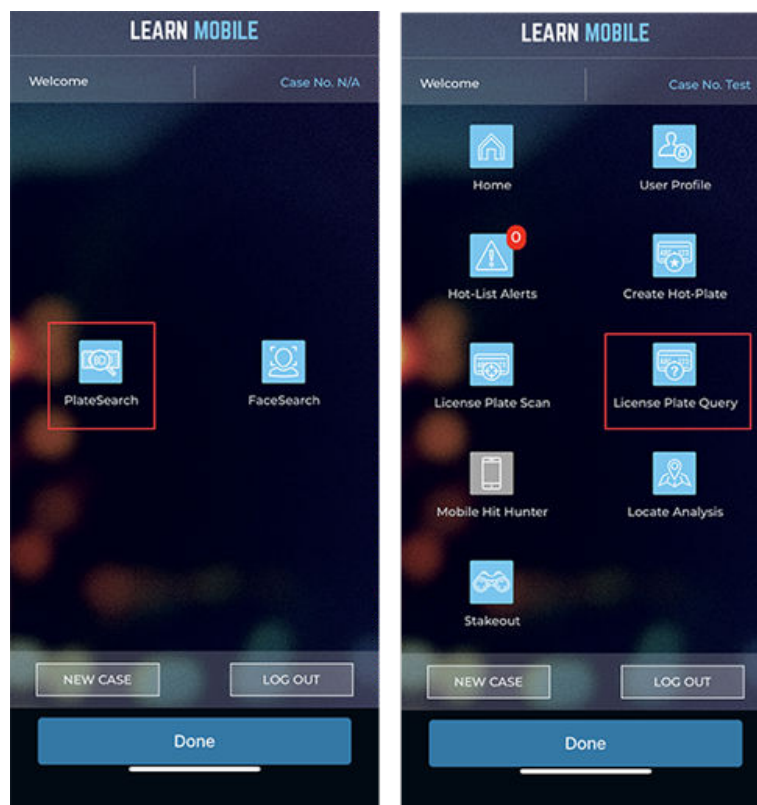 LEARN MOBILE
Welcome Case No. N/A
PlateSearch FaceSearch
NEW CASE LOG OUT
Done
LEARN MOBILE
Welcome Case No. Test
Home User Profile
0
Hot-List Alerts Create Hot-Plate
License Plate Scan License Plate Query
Mobile Hit Hunter Locate Analysis
Stakeout
NEW CASE LOG OUT
Done